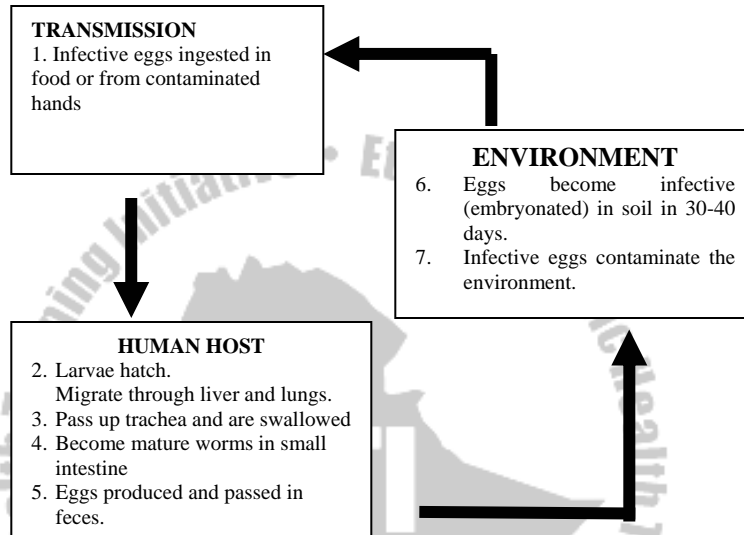 TRANSMISSION
1. Infective eggs ingested in
food or from contaminated
hands
ENVIRONMENT
6. Eggs become infective
(embryonated) in soil in 30-40
days.
7. Infective eggs contaminate the
environment.
HUMAN HOST
2. Larvae hatch.
Migrate through liver and lungs.
3. Pass up trachea and are swallowed
4. Become mature worms in small
intestine
5. Eggs produced and passed in
feces.